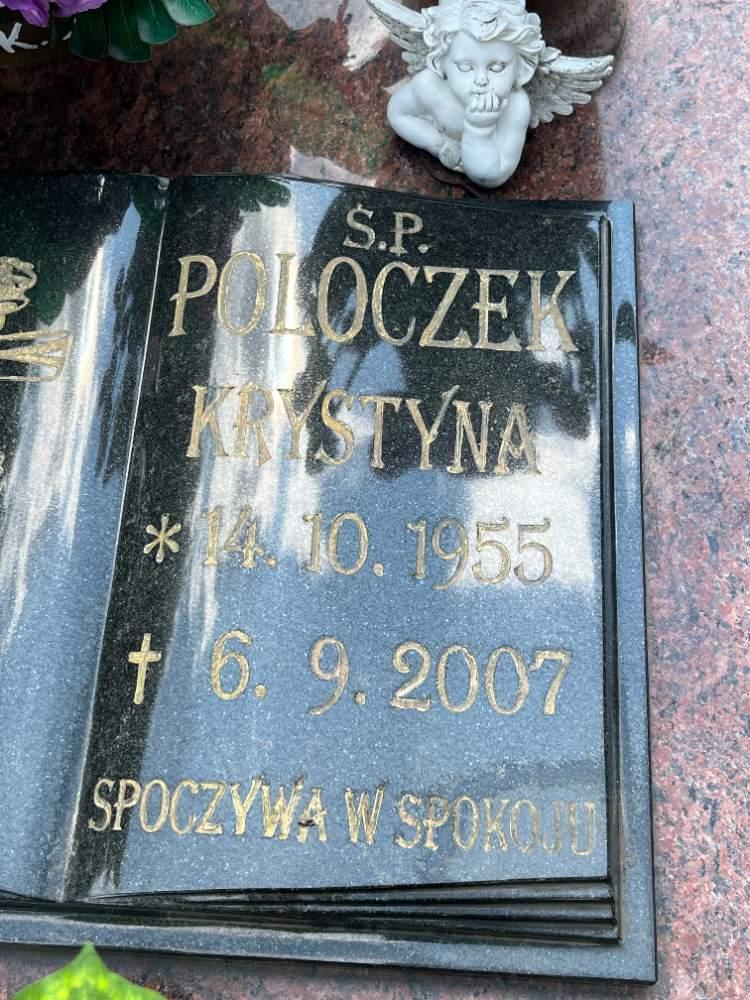 Ś.P.
POLOCZEK
KRYSTYNA
* 14. 10. 1955
† 6. 9. 2007
SPOCZYWA W SPOKOJU